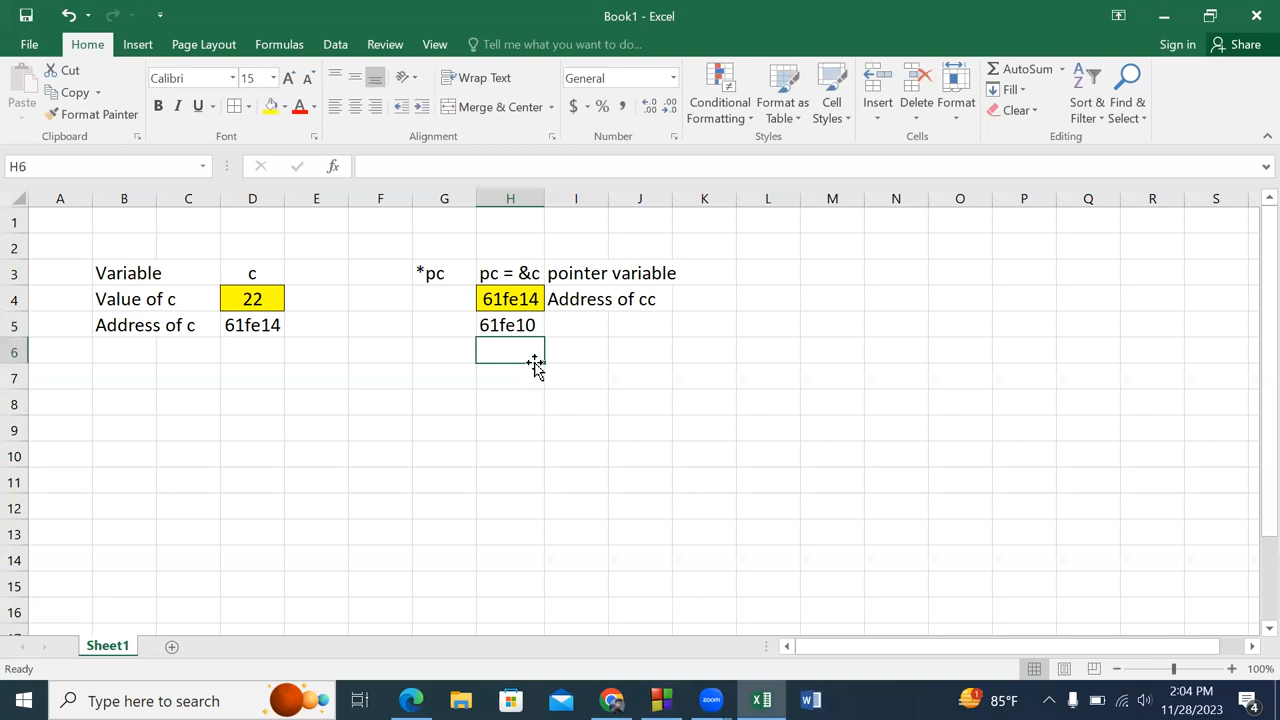 Book1 - Excel
File Home Insert Page Layout Formulas Data Review View Tell me what you want to do... Sign in Share
Paste Cut Copy Format Painter
Calibri 15
B I U
Wrap Text
Merge & Center
General
$ % ,
Conditional Formatting
Format as Table
Cell Styles
Insert Delete Format
AutoSum
Fill
Clear
Sort & Filter
Find & Select
Clipboard Font Alignment Number Styles Cells Editing
H6 fx
A B C D E F G H I J K L M N O P Q R S
1
2
3 Variable c *pc pc = &c pointer variable
4 Value of c 22 61fe14 Address of cc
5 Address of c 61fe14 61fe10
6
7
8
9
10
11
12
13
14
15
16
Sheet1
Ready 100%
Type here to search zoom 85°F 2:04 PM
11/28/2023